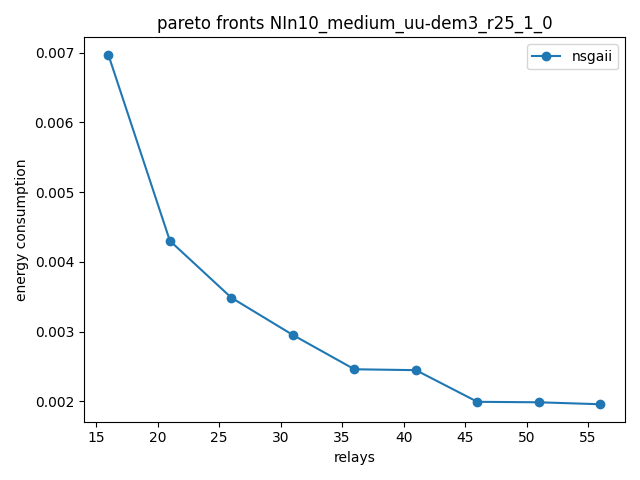 pareto fronts NIn10_medium_uu-dem3_r25_1_0
nsgaii
0.007
0.006
0.005
0.004
0.003
0.002
energy consumption
15 20 25 30 35 40 45 50 55
relays